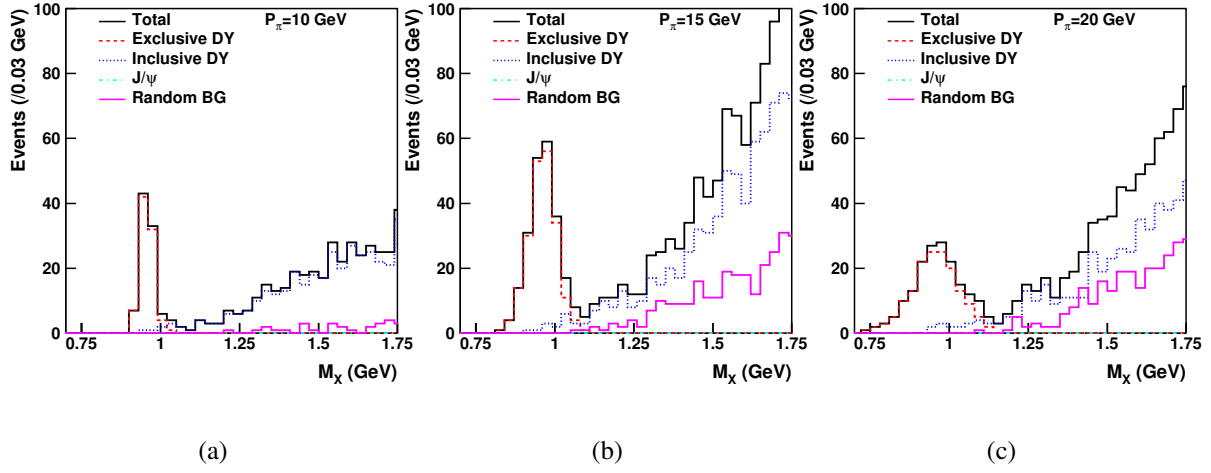 Events (/0.03 GeV)
100
80
60
40
20
0
Total
Exclusive DY
Inclusive DY
J/ψ
Random BG
P_π=10 GeV
0.75 1 1.25 1.5 1.75
M_X (GeV)
(a)
Events (/0.03 GeV)
100
80
60
40
20
0
Total
Exclusive DY
Inclusive DY
J/ψ
Random BG
P_π=15 GeV
0.75 1 1.25 1.5 1.75
M_X (GeV)
(b)
Events (/0.03 GeV)
100
80
60
40
20
0
Total
Exclusive DY
Inclusive DY
J/ψ
Random BG
P_π=20 GeV
0.75 1 1.25 1.5 1.75
M_X (GeV)
(c)